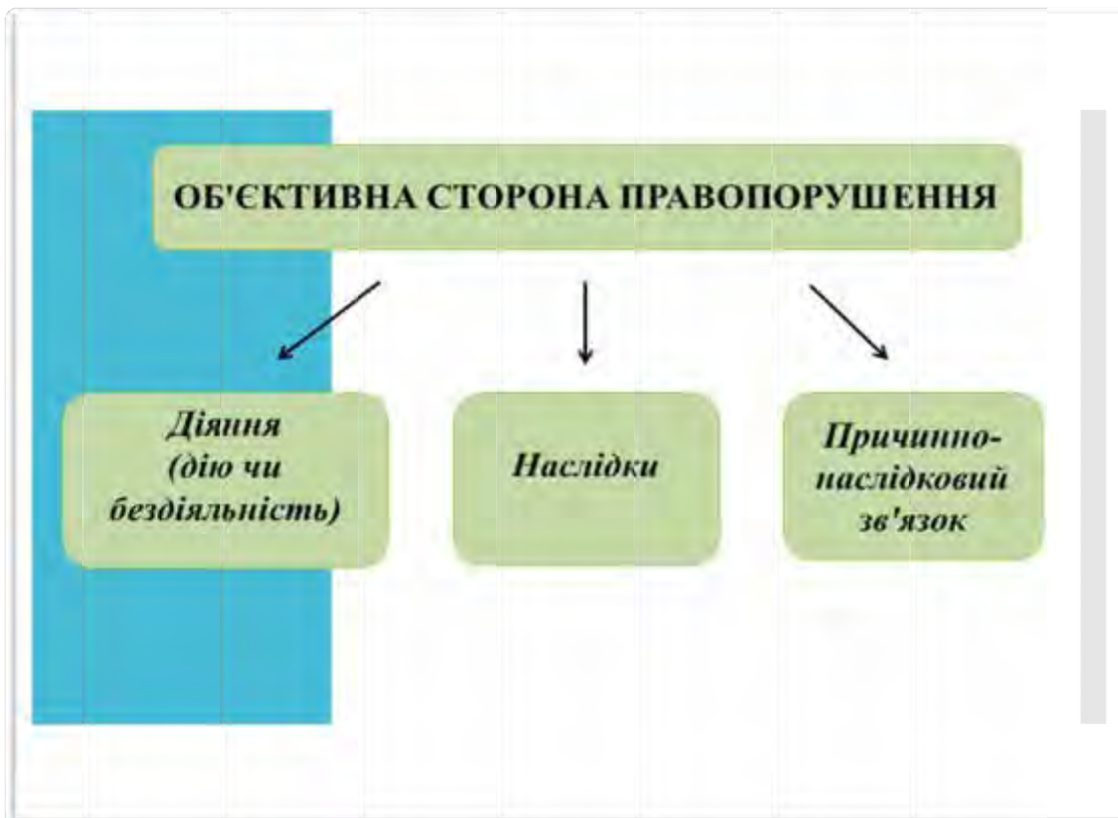 ОБ'ЄКТИВНА СТОРОНА ПРАВОПОРУШЕННЯ
Діяння
(дію чи
бездіяльність)
Наслідки
Причинно-
наслідковий
зв'язок